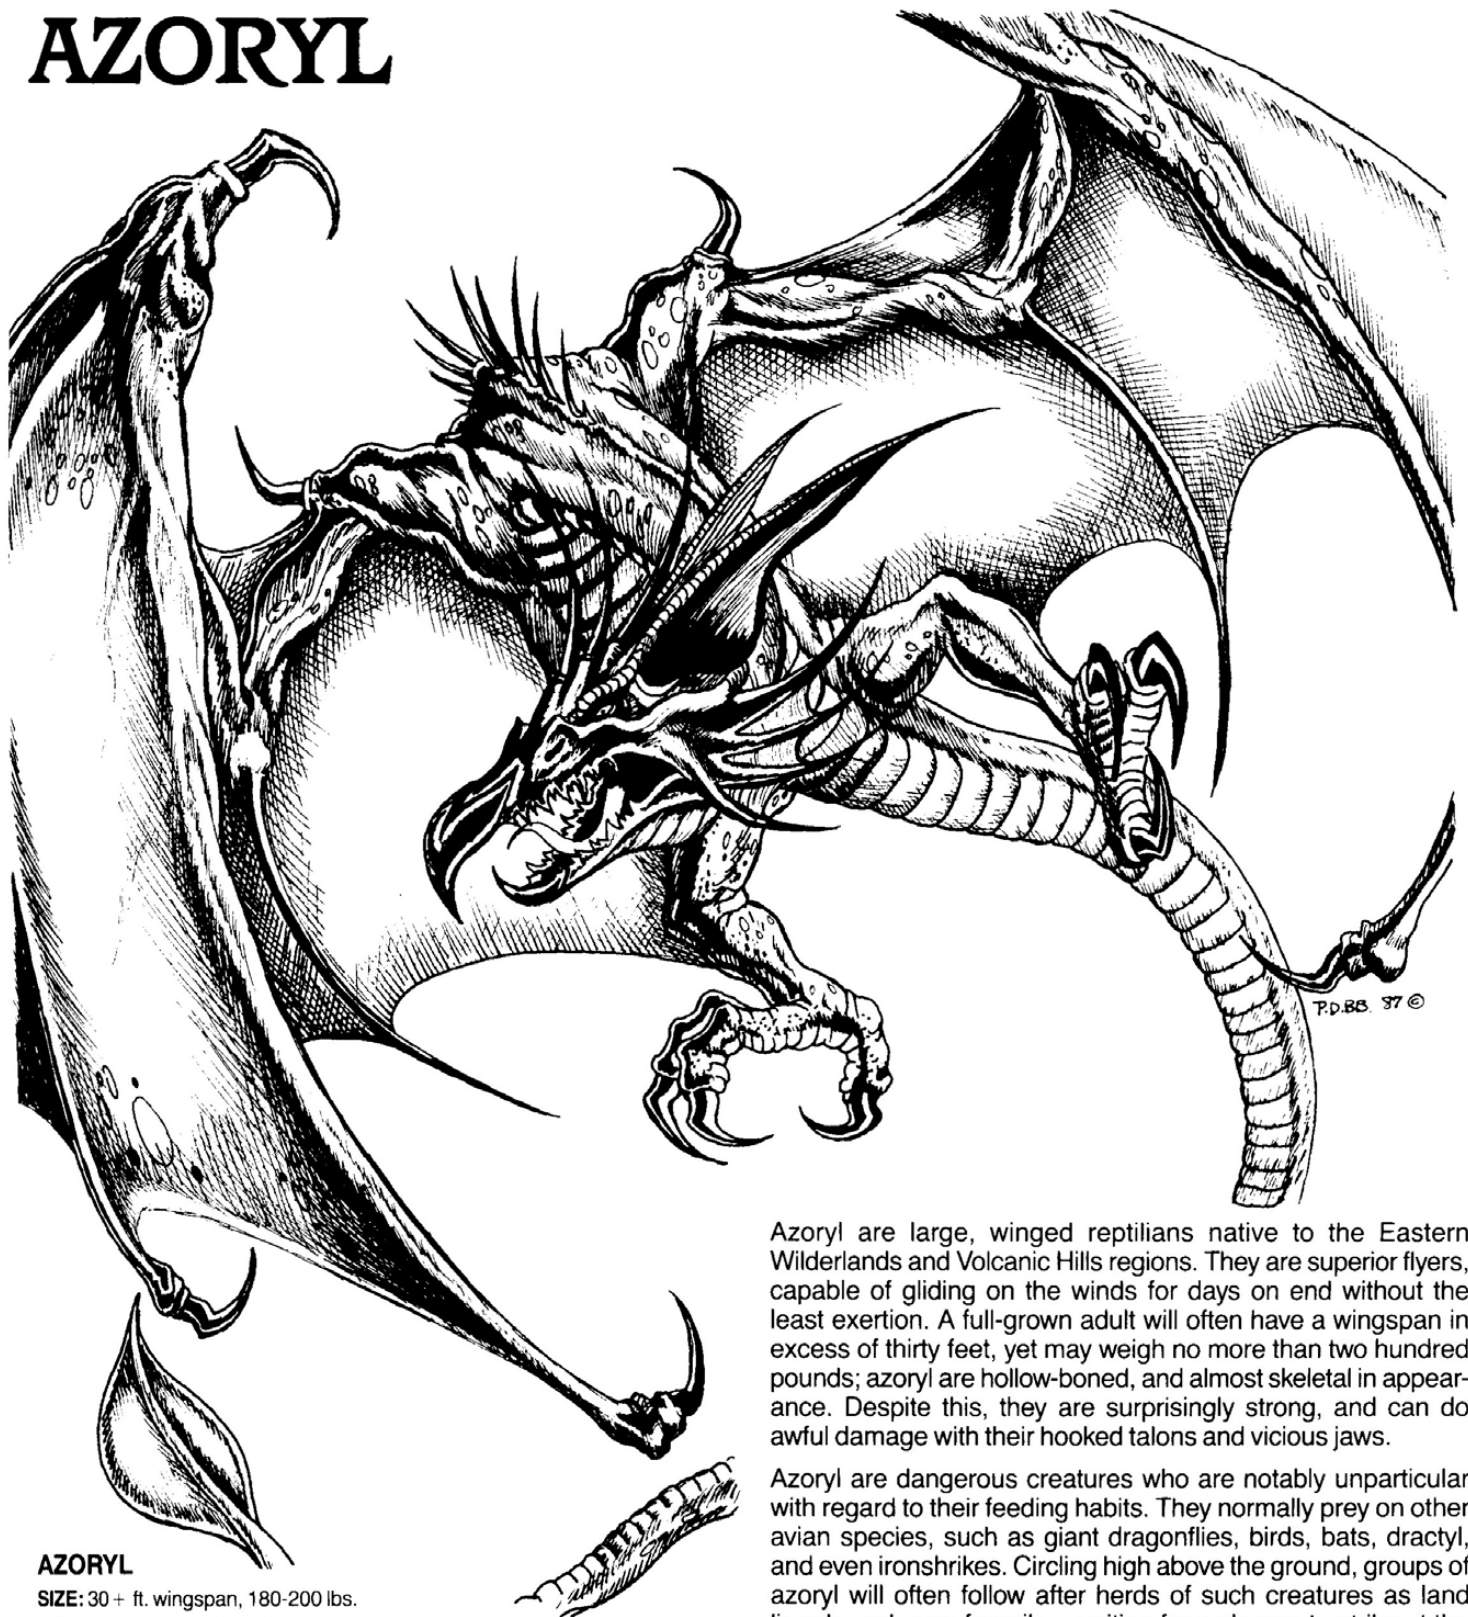 AZORYL
P.D.BB. 87 ©
Azoryl are large, winged reptilians native to the Eastern
Wilderlands and Volcanic Hills regions. They are superior flyers,
capable of gliding on the winds for days on end without the
least exertion. A full-grown adult will often have a wingspan in
excess of thirty feet, yet may weigh no more than two hundred
pounds; azoryl are hollow-boned, and almost skeletal in appear-
ance. Despite this, they are surprisingly strong, and can do
awful damage with their hooked talons and vicious jaws.
Azoryl are dangerous creatures who are notably unparticular
with regard to their feeding habits. They normally prey on other
avian species, such as giant dragonflies, birds, bats, dractyl,
and even ironshrikes. Circling high above the ground, groups of
azoryl will often follow after herds of such creatures as land
AZORYL
SIZE: 30+ ft. wingspan, 180-200 lbs.